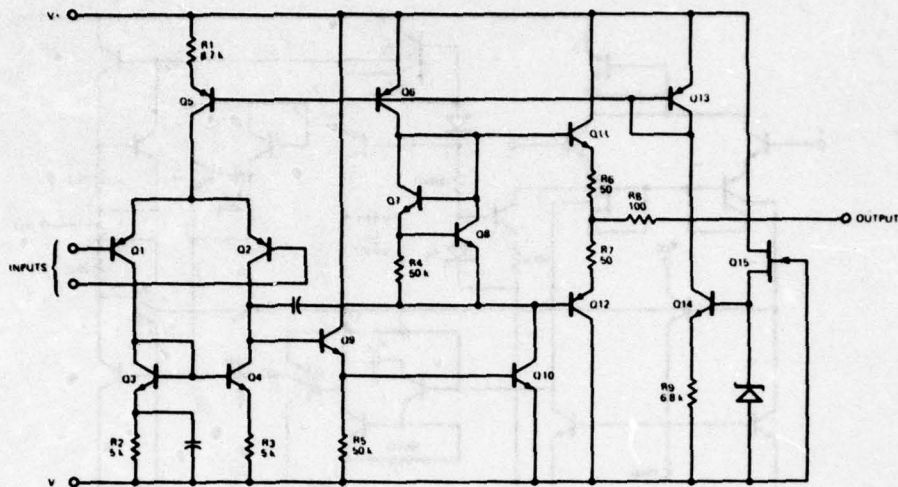 V+
R1
8.7 k
Q5
Q6
Q13
Q11
Q7
R6
50
R8
100
OUTPUT
Q8
Q1
Q2
INPUTS
R4
50 k
R7
50
Q15
Q12
Q14
Q9
Q3
Q4
Q10
R9
6.8 k
R2
5 k
R3
5 k
R5
50 k
V-